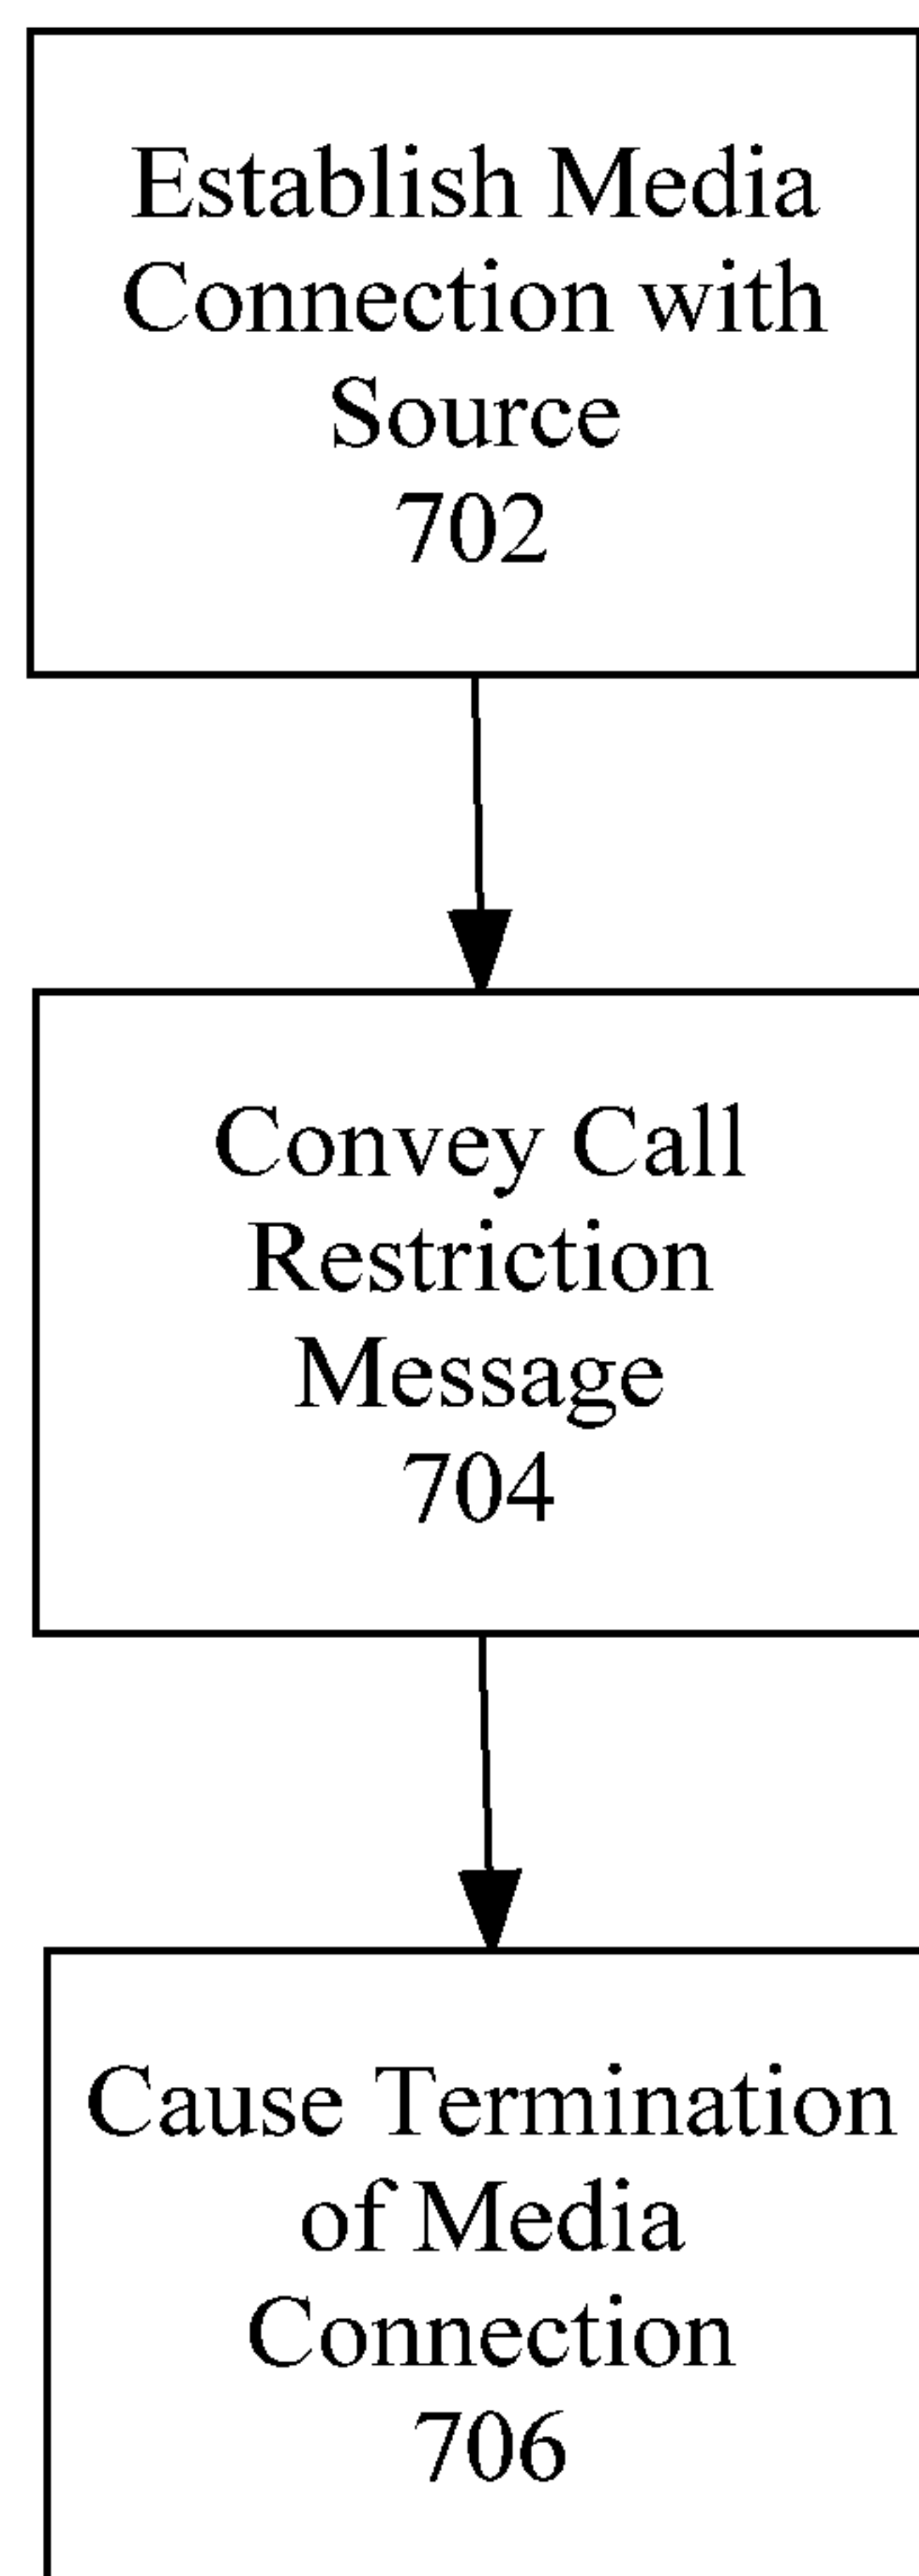 Establish Media
Connection with
Source
702
Convey Call
Restriction
Message
704
Cause Termination
of Media
Connection
706